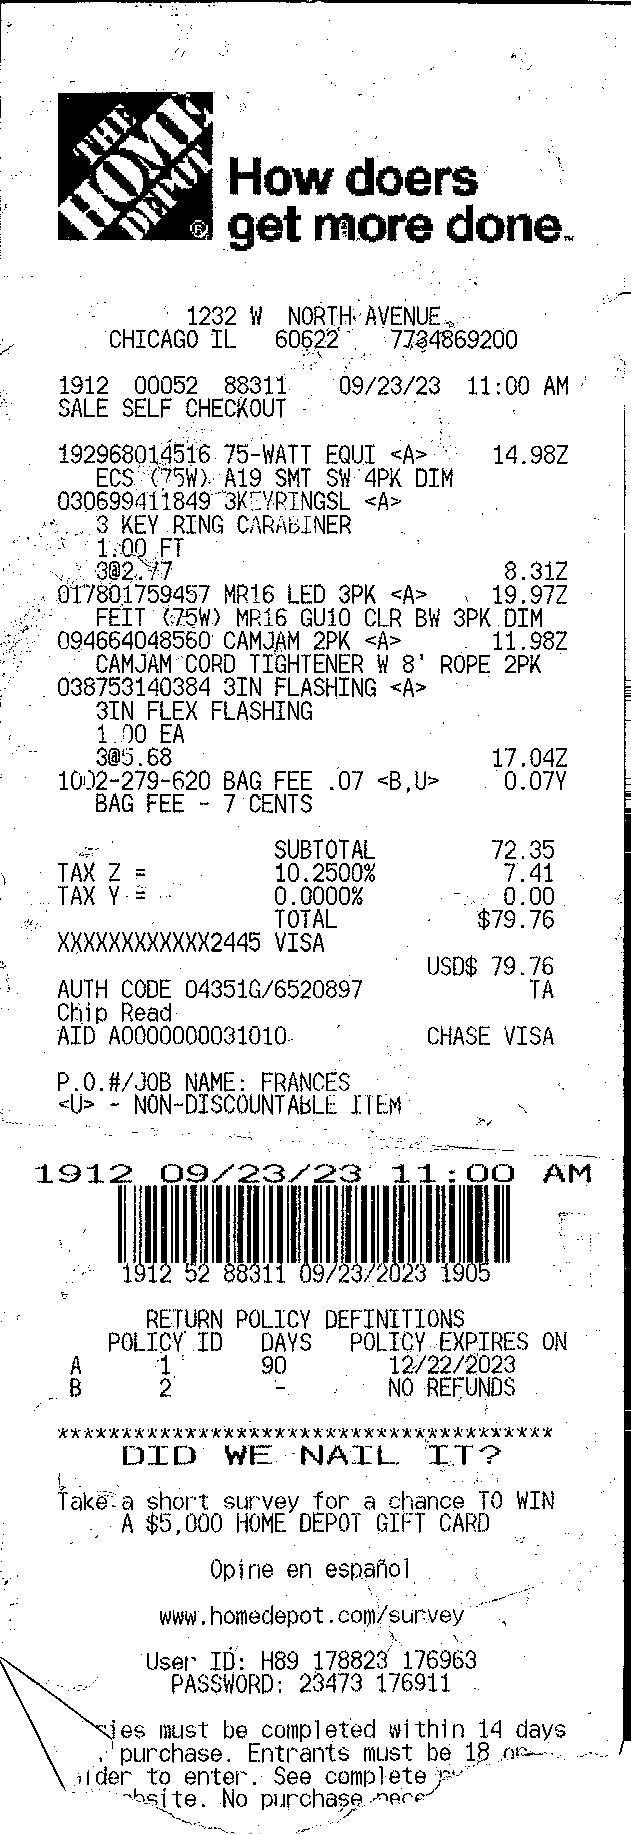 THE
HOME
DEPOT
®
How doers
get more done.™
1232 W NORTH AVENUE
CHICAGO IL 60622 7734869200
1912 00052 88311 09/23/23 11:00 AM
SALE SELF CHECKOUT
192968014516 75-WATT EQUI <A> 14.98Z
ECS (75W) A19 SMT SW 4PK DIM
030699411849 3KEYRINGSL <A>
3 KEY RING CARABINER
1.00 FT
3@2.77 8.31Z
017801759457 MR16 LED 3PK <A> 19.97Z
FEIT (75W) MR16 GU10 CLR BW 3PK DIM
094664048560 CAMJAM 2PK <A> 11.98Z
CAMJAM CORD TIGHTENER W 8' ROPE 2PK
038753140384 3IN FLASHING <A>
3IN FLEX FLASHING
1.00 EA
3@5.68 17.04Z
1002-279-620 BAG FEE .07 <B,U> 0.07Y
BAG FEE - 7 CENTS
SUBTOTAL 72.35
TAX Z = 10.2500% 7.41
TAX Y = 0.0000% 0.00
TOTAL $79.76
XXXXXXXXXXXX2445 VISA
USD$ 79.76
AUTH CODE 04351G/6520897 TA
Chip Read
AID A0000000031010 CHASE VISA
P.O.#/JOB NAME: FRANCES
<U> - NON-DISCOUNTABLE ITEM
1912 09/23/23 11:00 AM
1912 52 88311 09/23/2023 1905
RETURN POLICY DEFINITIONS
POLICY ID DAYS POLICY EXPIRES ON
A 1 90 12/22/2023
B 2 - NO REFUNDS
***************************************
DID WE NAIL IT?
Take a short survey for a chance TO WIN
A $5,000 HOME DEPOT GIFT CARD
Opine en español
www.homedepot.com/survey
User ID: H89 178823 176963
PASSWORD: 23473 176911
ies must be completed within 14 days
purchase. Entrants must be 18 or
lder to enter. See complete
bsite. No purchase